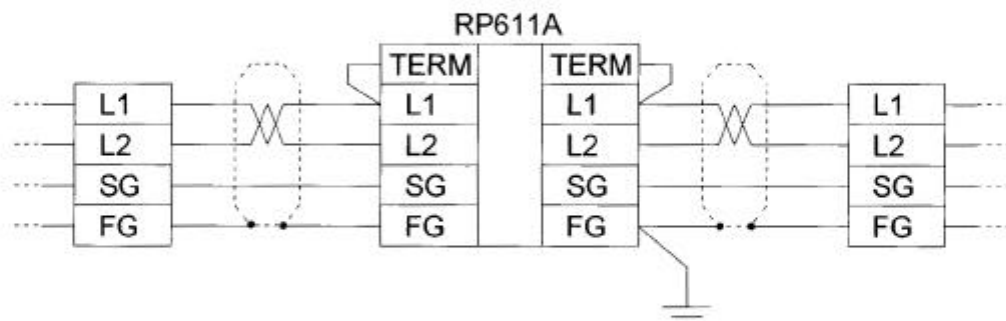 RP611A
TERM TERM
L1 L1 L1 L1
L2 L2 L2 L2
SG SG SG SG
FG FG FG FG